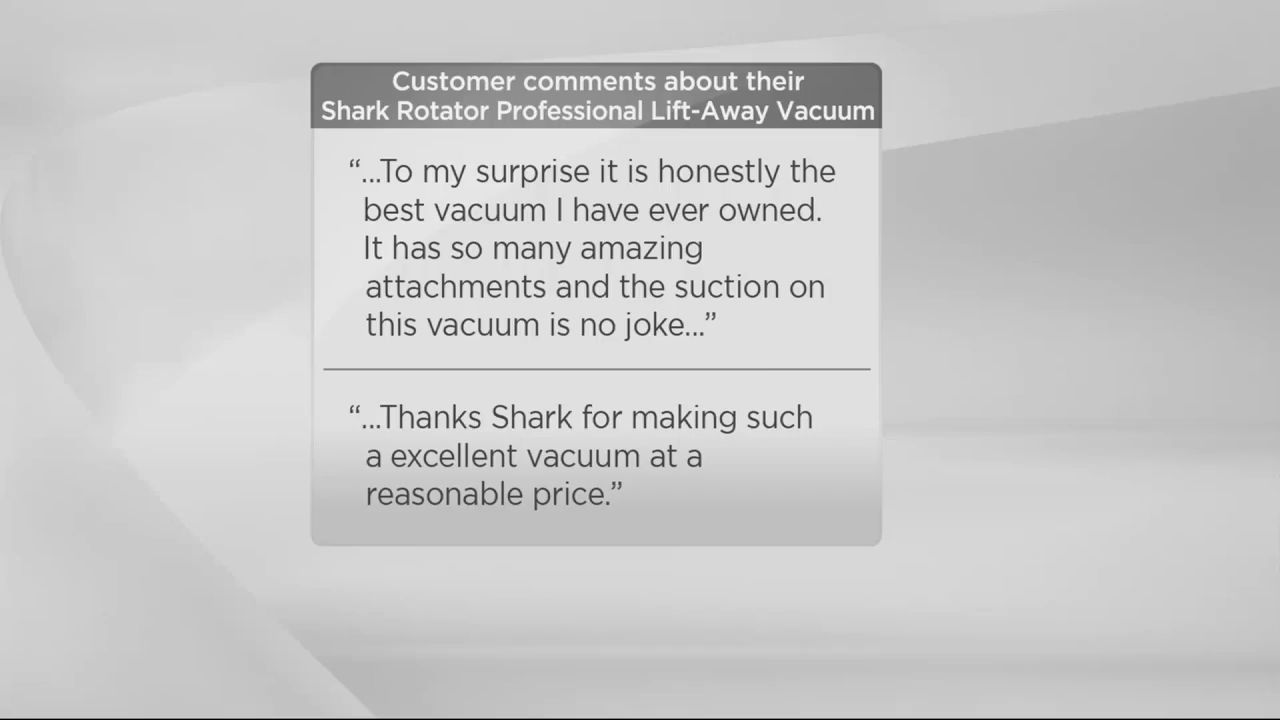 Customer comments about their
Shark Rotator Professional Lift-Away Vacuum
“...To my surprise it is honestly the
best vacuum I have ever owned.
It has so many amazing
attachments and the suction on
this vacuum is no joke...”
“...Thanks Shark for making such
a excellent vacuum at a
reasonable price.”